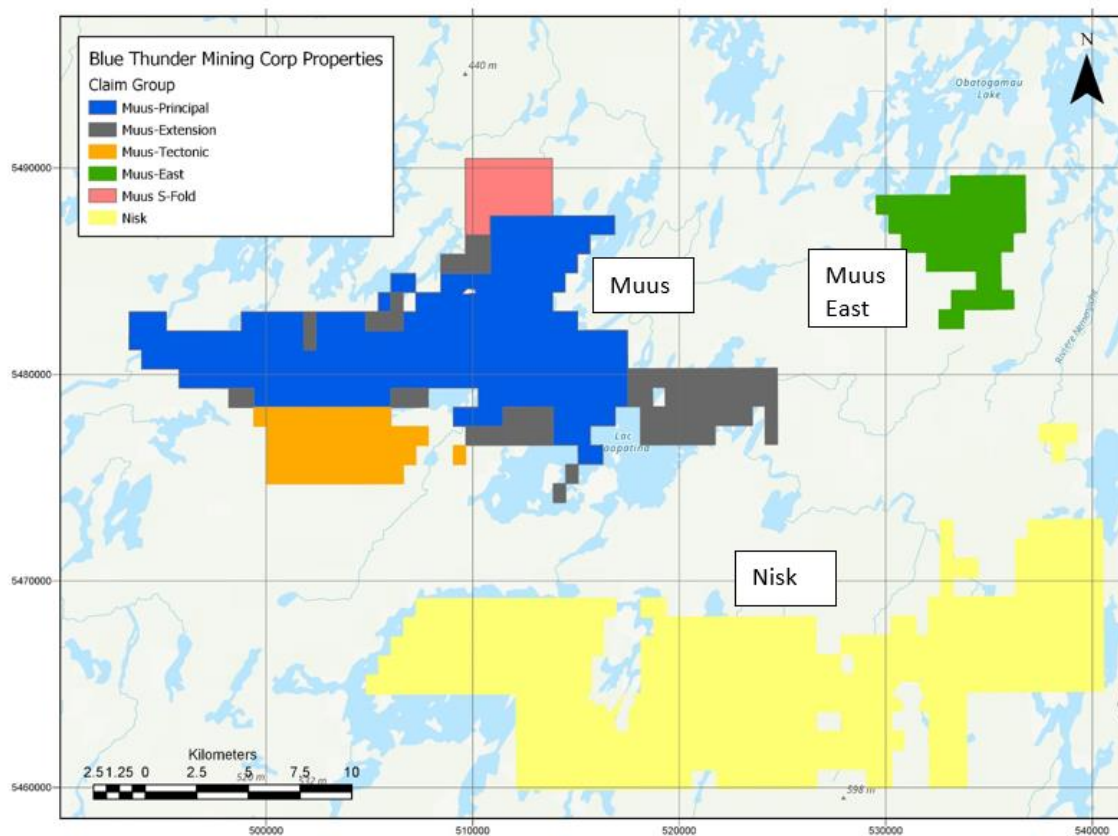 Blue Thunder Mining Corp Properties
Claim Group
Muus-Principal
Muus-Extension
Muus-Tectonic
Muus-East
Muus S-Fold
Nisk
440 m
Obatogamau
Lake
N
5490000
Muus
Muus
East
Rivière Nemenjiche
5480000
Lac
5470000
Nisk
Kilometers
2.5 1.25 0 2.5 5 7.5 10
5460000
598 m
500000 510000 520000 530000 540000